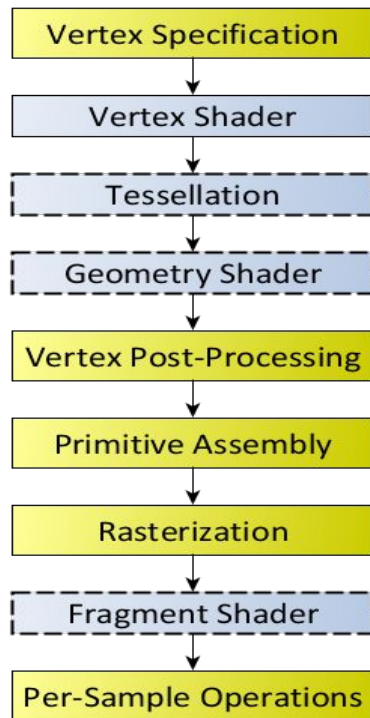 Vertex Specification
Vertex Shader
Tessellation
Geometry Shader
Vertex Post-Processing
Primitive Assembly
Rasterization
Fragment Shader
Per-Sample Operations